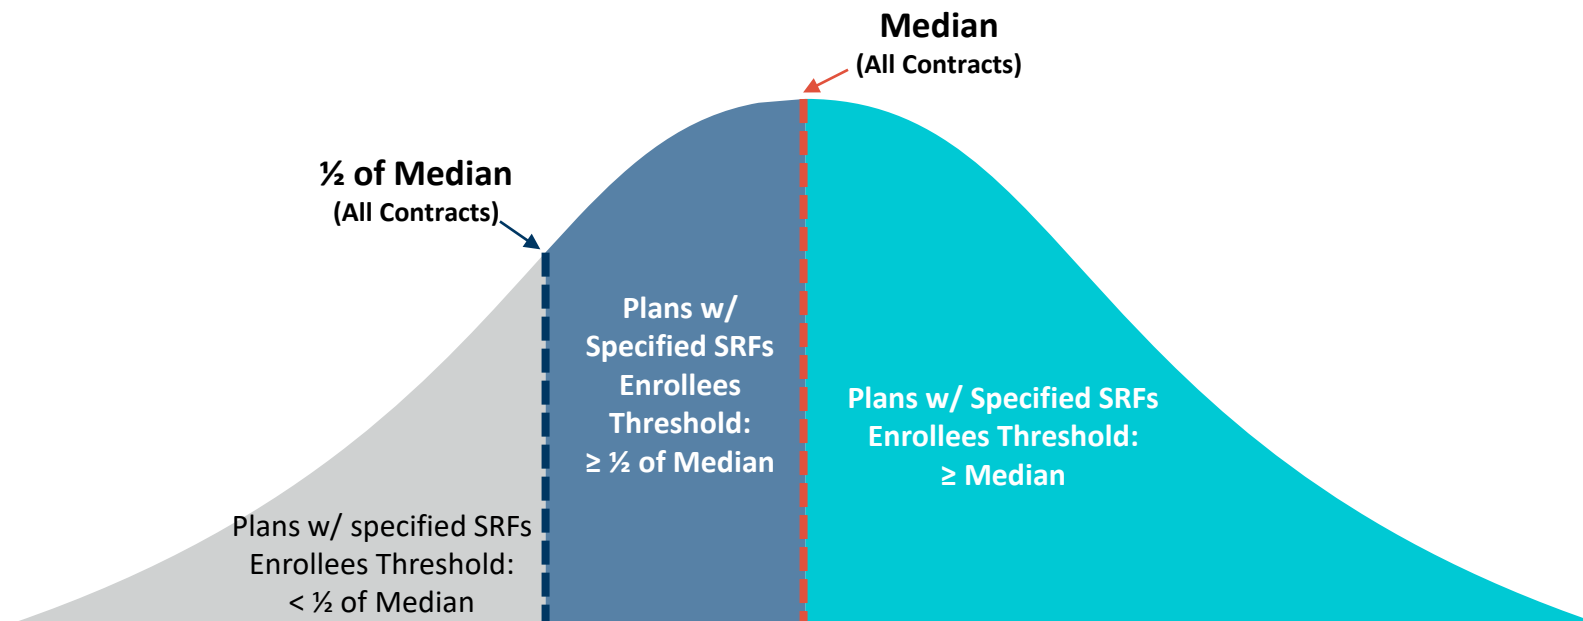 Median
(All Contracts)
½ of Median
(All Contracts)
Plans w/
Specified SRFs
Enrollees
Threshold:
≥ ½ of Median
Plans w/ Specified SRFs
Enrollees Threshold:
≥ Median
Plans w/ specified SRFs
Enrollees Threshold:
< ½ of Median